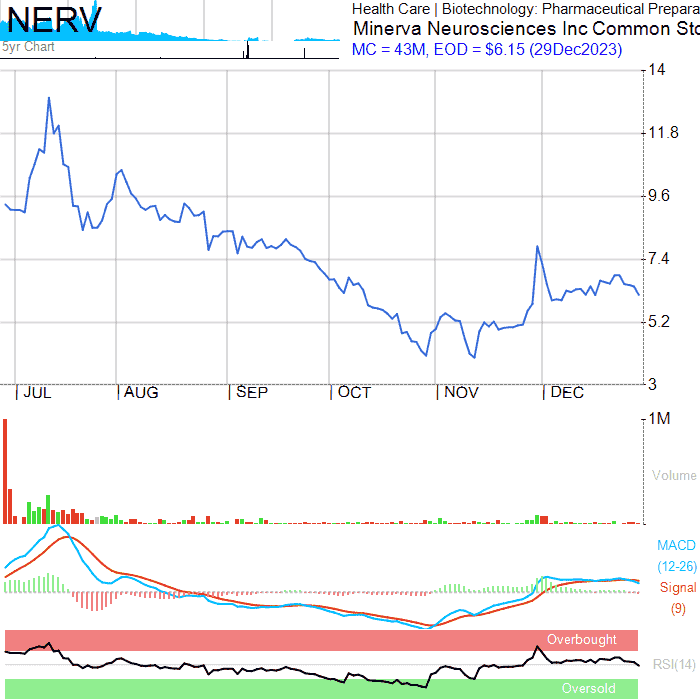 NERV
5yr Chart
Health Care | Biotechnology: Pharmaceutical Prepara
Minerva Neurosciences Inc Common Sto
MC = 43M, EOD = $6.15 (29Dec2023)
14
11.8
9.6
7.4
5.2
3
JUL AUG SEP OCT NOV DEC
1M
Volume
MACD
(12-26)
Signal
(9)
Overbought
RSI(14)
Oversold